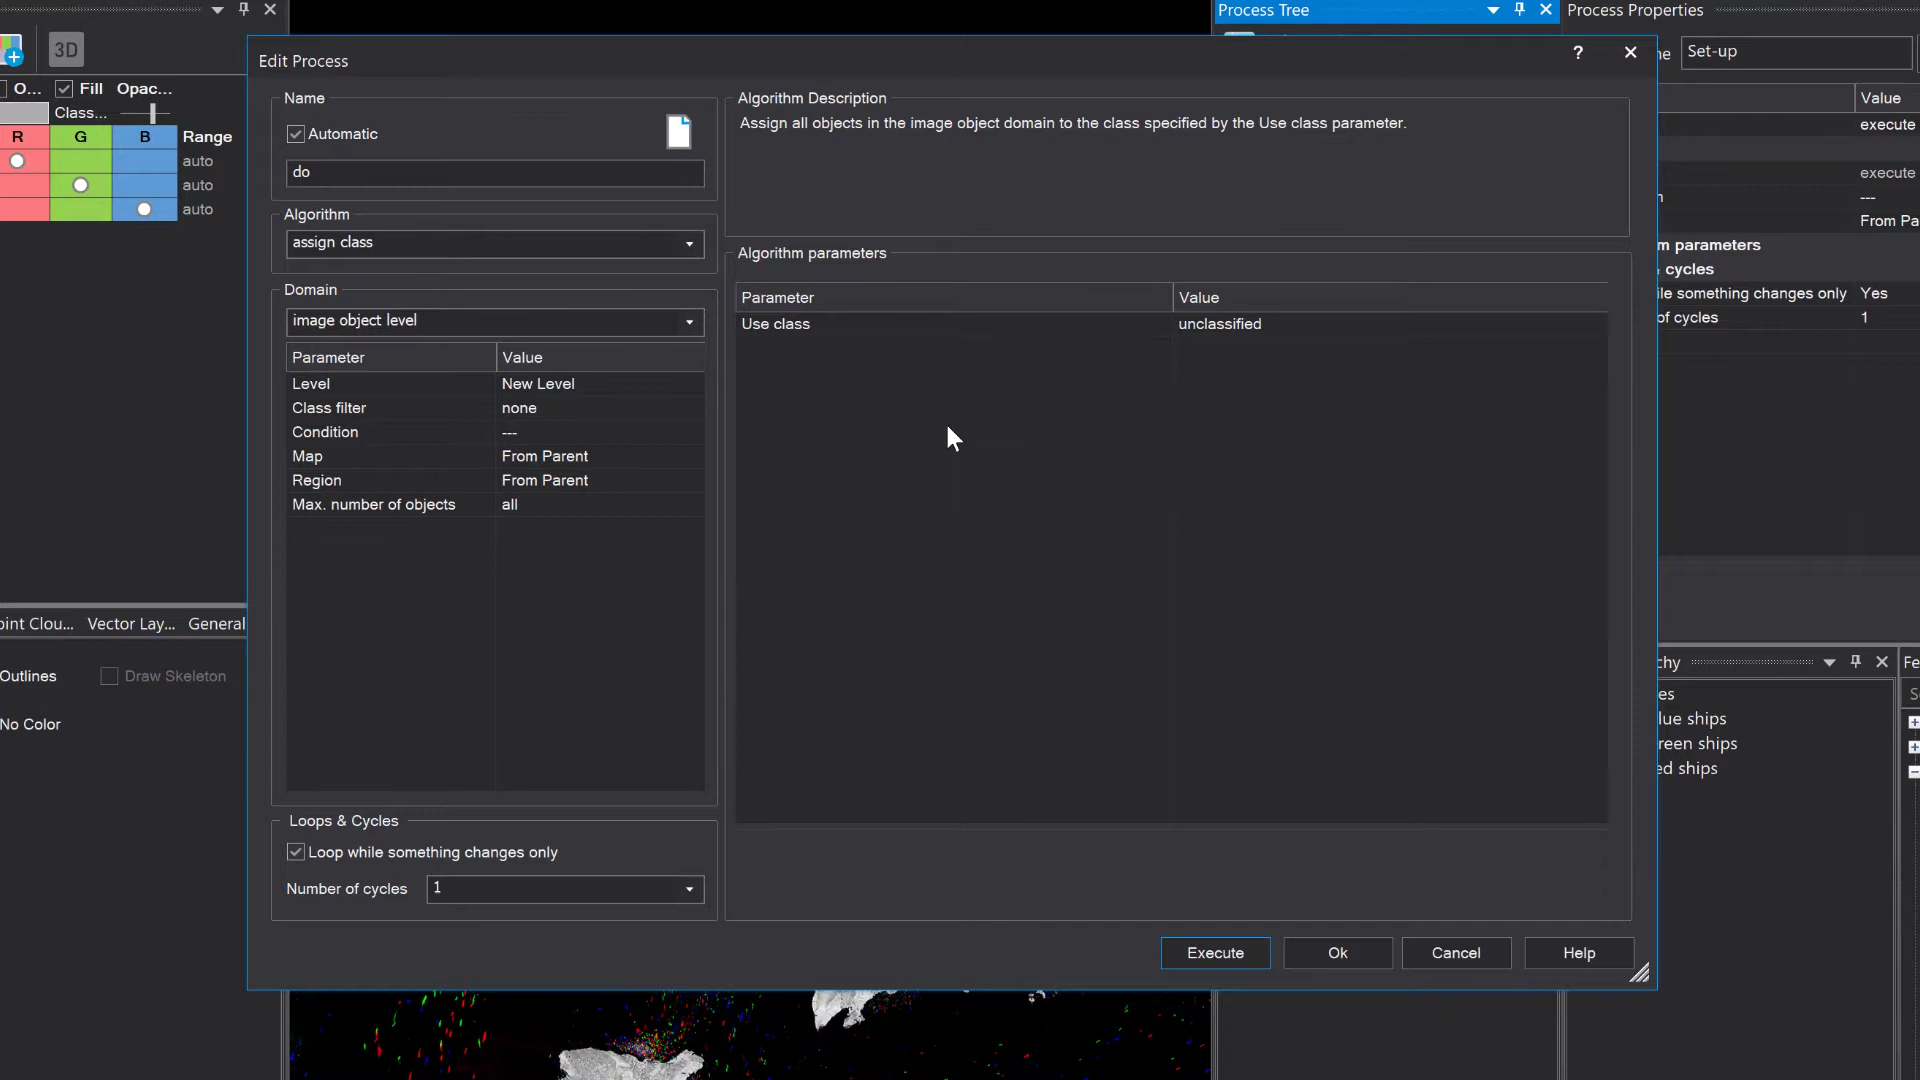 Process Tree
Process Properties
3D
Edit Process
?
Set-up
O... Fill Opac...
Class...
R G B Range
auto
auto
auto
Name
Automatic
do
Algorithm
assign class
Domain
image object level
Parameter Value
Level New Level
Class filter none
Condition ---
Map From Parent
Region From Parent
Max. number of objects all
Loops & Cycles
Loop while something changes only
Number of cycles 1
Algorithm Description
Assign all objects in the image object domain to the class specified by the Use class parameter.
Algorithm parameters
Parameter Value
Use class unclassified
Execute Ok Cancel Help
Value
execute
execute
---
From Pa
m parameters
cycles
ile something changes only Yes
of cycles 1
oint Clou... Vector Lay... General
Outlines Draw Skeleton
No Color
chy
Fe
es
lue ships
reen ships
ed ships